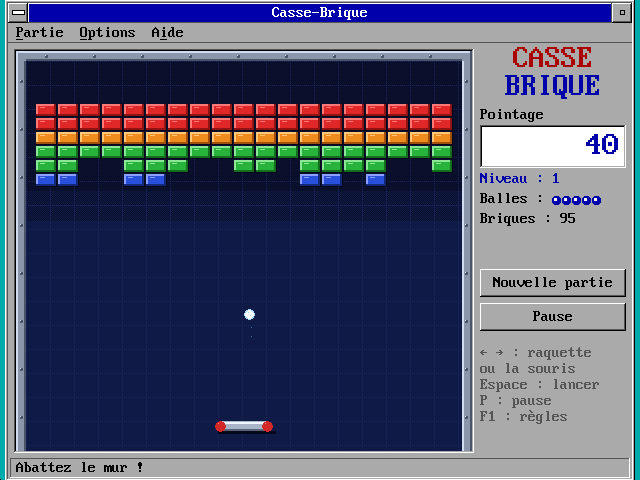 Casse-Brique
Partie Options Aide
CASSE
BRIQUE
Pointage
40
Niveau : 1
Balles :
Briques : 95
Nouvelle partie
Pause
← → : raquette
ou la souris
Espace : lancer
P : pause
F1 : règles
Abattez le mur !